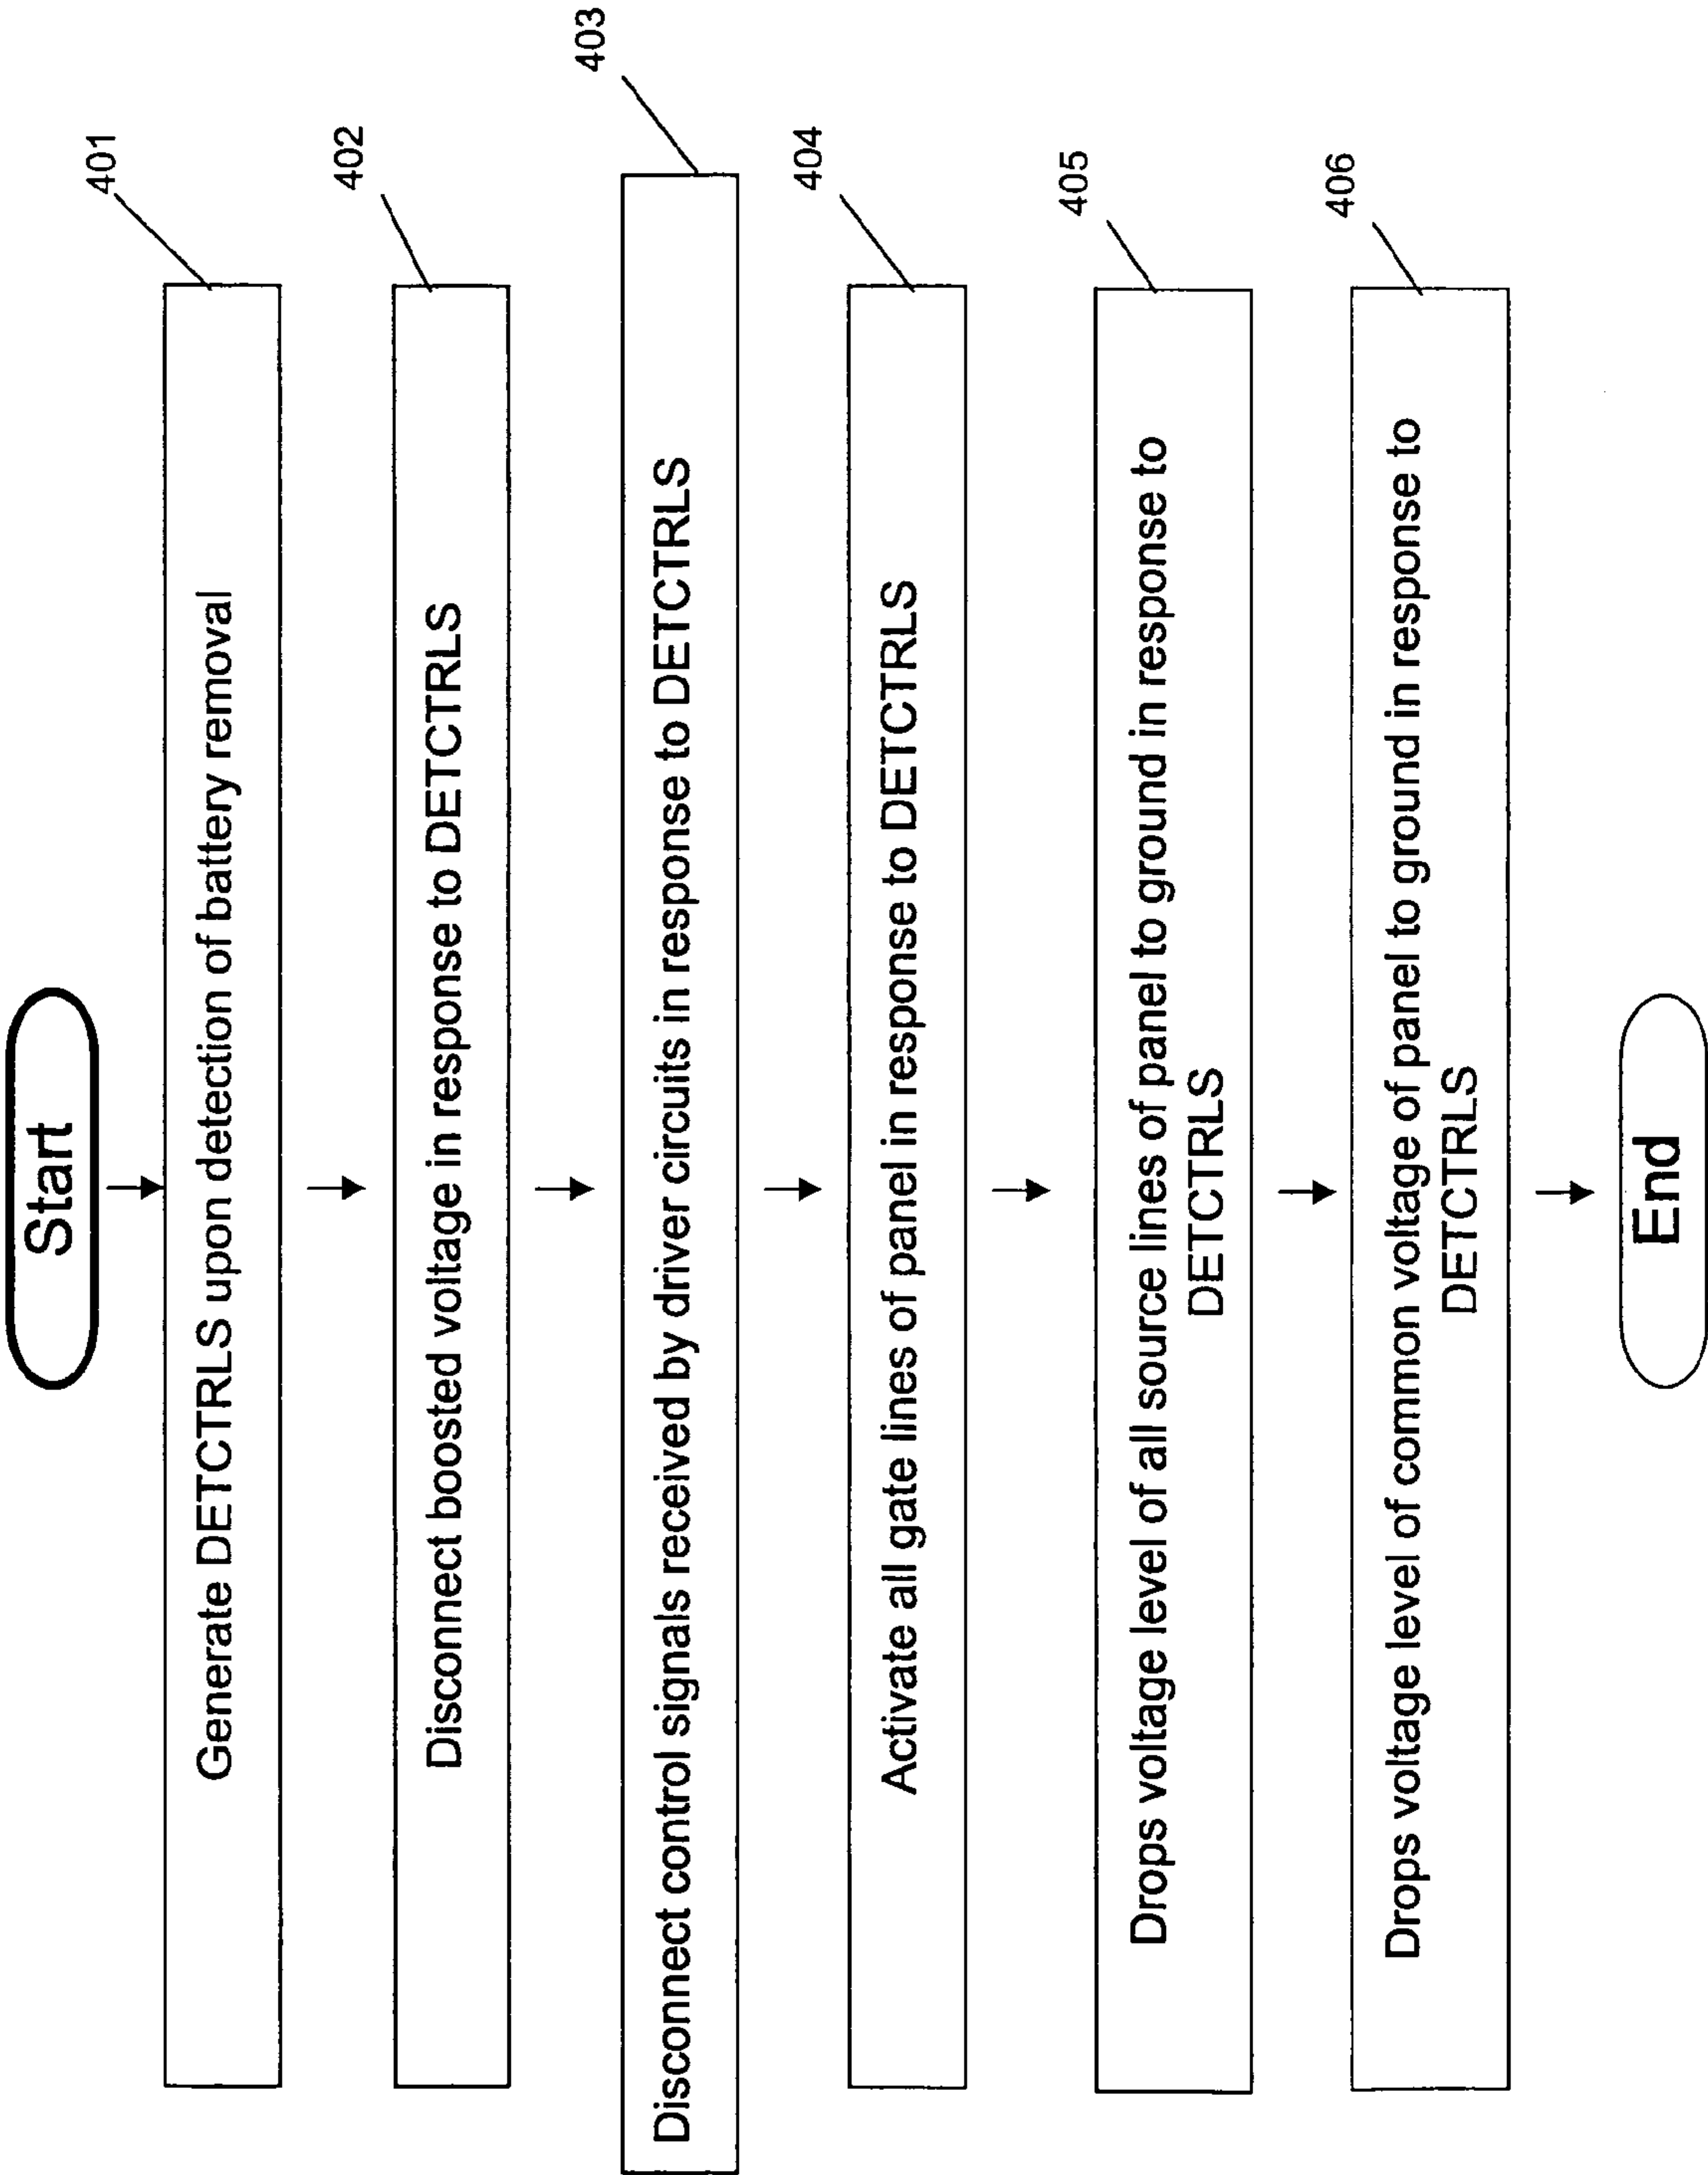 Start
401
Generate DETCTRLS upon detection of battery removal
402
Disconnect boosted voltage in response to DETCTRLS
403
Disconnect control signals received by driver circuits in response to DETCTRLS
404
Activate all gate lines of panel in response to DETCTRLS
405
Drops voltage level of all source lines of panel to ground in response to
DETCTRLS
406
Drops voltage level of common voltage of panel to ground in response to
DETCTRLS
End